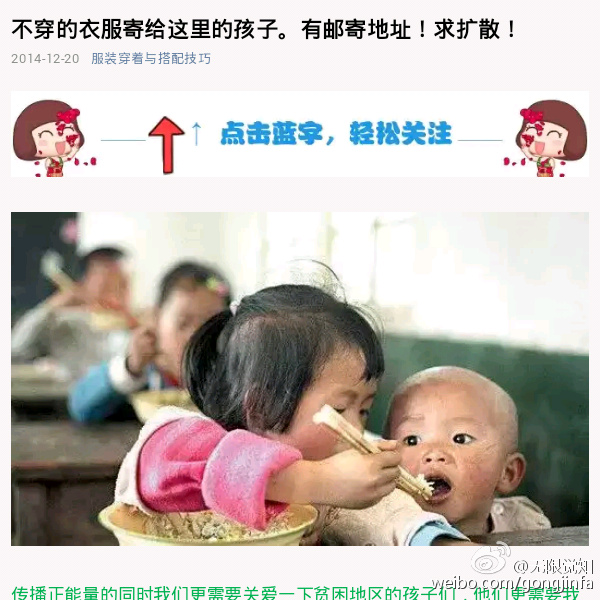 不穿的衣服寄给这里的孩子。有邮寄地址！求扩散！
2014-12-20 服装穿着与搭配技巧
点击蓝字，轻松关注
传播正能量的同时我们更需要关爱一下贫困地区的孩子们，他们更需要我
weibo.com/gongjinfa